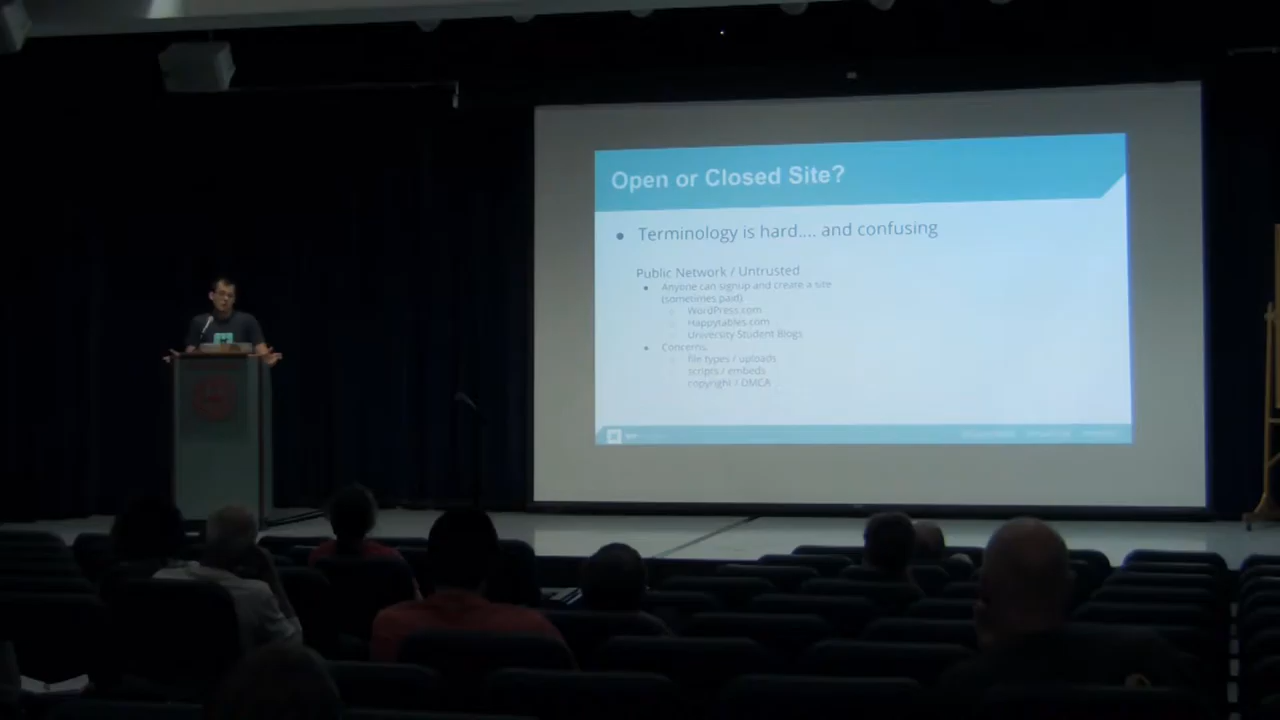 Open or Closed Site?
Terminology is hard.... and confusing
Public Network / Untrusted
Anyone can signup and create a site
(sometimes paid)
WordPress.com
Happytables.com
University Student Blogs
Concerns
file types / uploads
scripts / embeds
copyright / DMCA